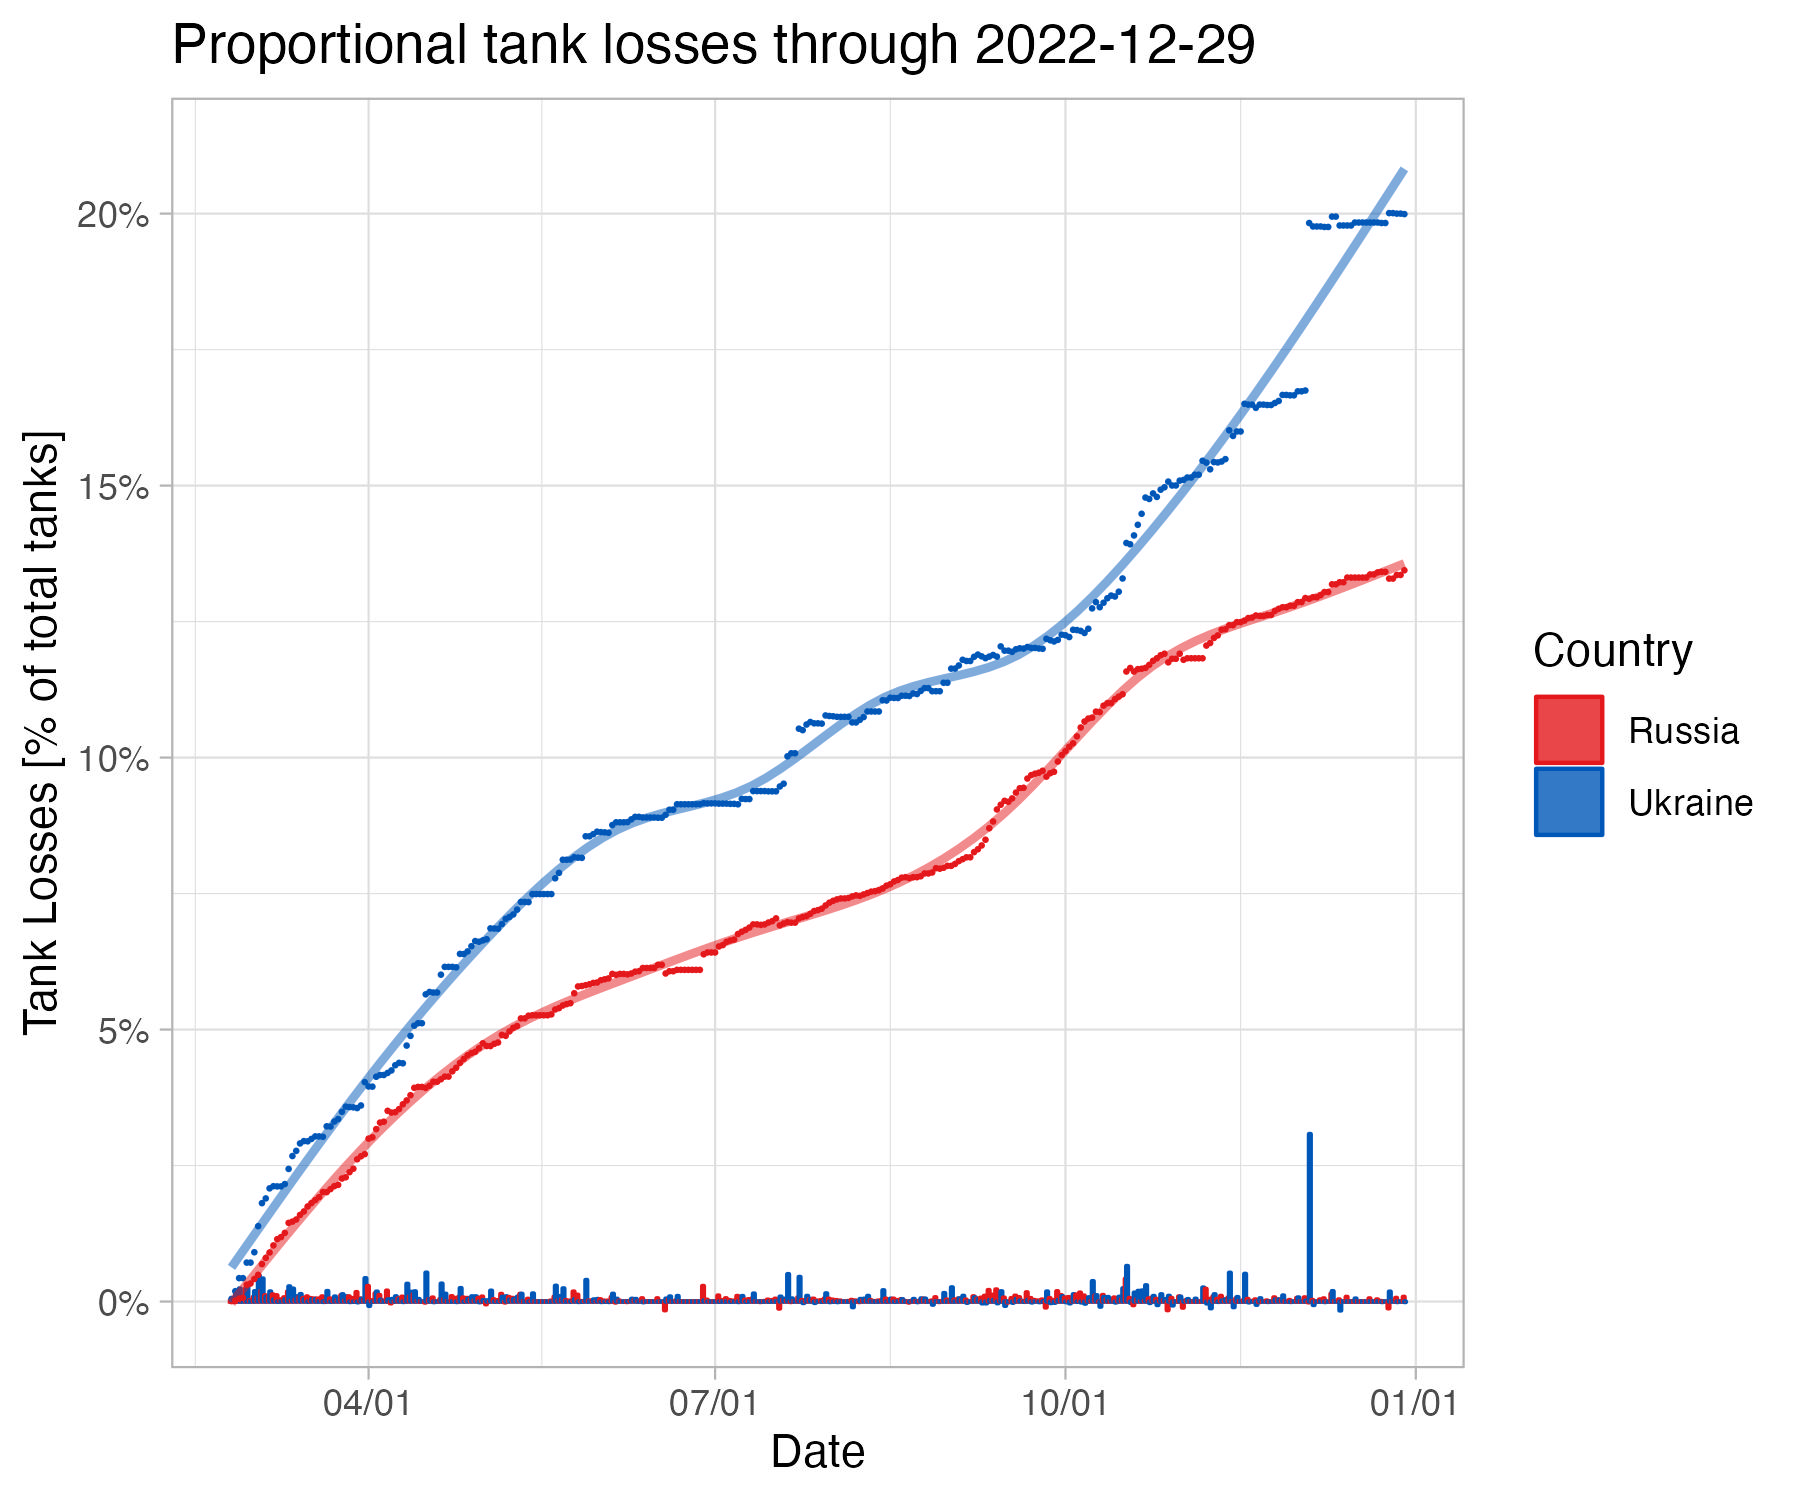 Proportional tank losses through 2022-12-29
Tank Losses [% of total tanks]
20%
15%
10%
5%
0%
04/01
07/01
10/01
01/01
Date
Country
Russia
Ukraine